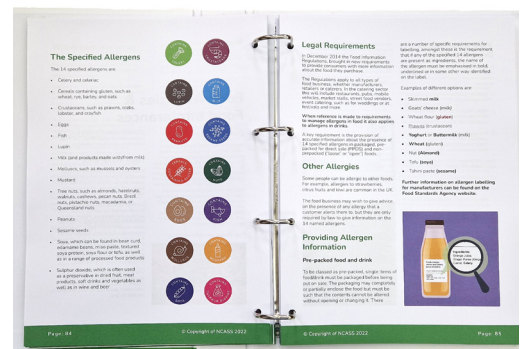 The Specified Allergens
The 14 specified allergens are:
Celery and celeriac
Cereals containing gluten, such as
wheat, rye, barley, and oats
Crustaceans, such as prawns, crabs,
lobster, and crayfish
Eggs
Fish
Lupin
Milk (and products made with/from milk)
Molluscs, such as mussels and oysters
Mustard
Tree nuts, such as almonds, hazelnuts,
walnuts, cashews, pecan nuts, Brazil
nuts, pistachio nuts, macadamia, or
Queensland nuts
Peanuts
Sesame seeds
Soya, which can be found in bean curd,
edamame beans, miso paste, textured
soya protein, soya flour or tofu, as well as
in a range of processed food products
Sulphur dioxide, which is often used
as a preservative in dried fruit, meat
products, soft drinks and vegetables as
well as in wine and beer
Page: 84
© Copyright of NCASS 2022
Legal Requirements
In December 2014 the Food Information
Regulations, brought in new requirements
to provide consumers with more information
about the food they purchase.
The Regulations apply to all types of
food business, whether manufacturers,
retailers or caterers. In the catering sector
this will include restaurants, pubs, mobile
vehicles, market stalls, street food vendors,
event catering, such as for weddings or at
festivals and more.
When reference is made to requirements
to manage allergens in food it also applies
to allergens in drinks.
A key requirement is the provision of
accurate information about the presence of
14 specified allergens in packaged, pre-
packed for direct sale (PPDS) and non-
prepacked ('loose' or 'open') foods.
Other Allergies
Some people can be allergic to other foods.
For example, allergies to strawberries,
citrus fruits and kiwi are common in the UK.
The food business may wish to give advice
on the presence of any allergy that a
customer alerts them to, but they are only
required by law to give information on the
14 named allergens.
Providing Allergen
Information
Pre-packed food and drink
To be classed as pre-packed, single items of
food/drink must be packaged before being
put on sale. The packaging may completely
or partially enclose the food but must be
such that the contents cannot be altered
without opening or changing it. There
are a number of specific requirements for
labelling, amongst these is the requirement
that if any of the specified 14 allergens
are present as ingredients, the name of
the allergen must be emphasised in bold,
underlined or in some other way identified
on the label.
Examples of different options are:
Skimmed milk
Goats' cheese (milk)
Wheat flour (gluten)
Prawns (crustacean)
Yoghurt or Buttermilk (milk)
Wheat (gluten)
Nut (Almond)
Tofu (soya)
Tahini paste (sesame)
Further information on allergen labelling
for manufacturers can be found on the
Food Standards Agency website.
Ingredients:
© Copyright of NCASS 2022
Page: 85